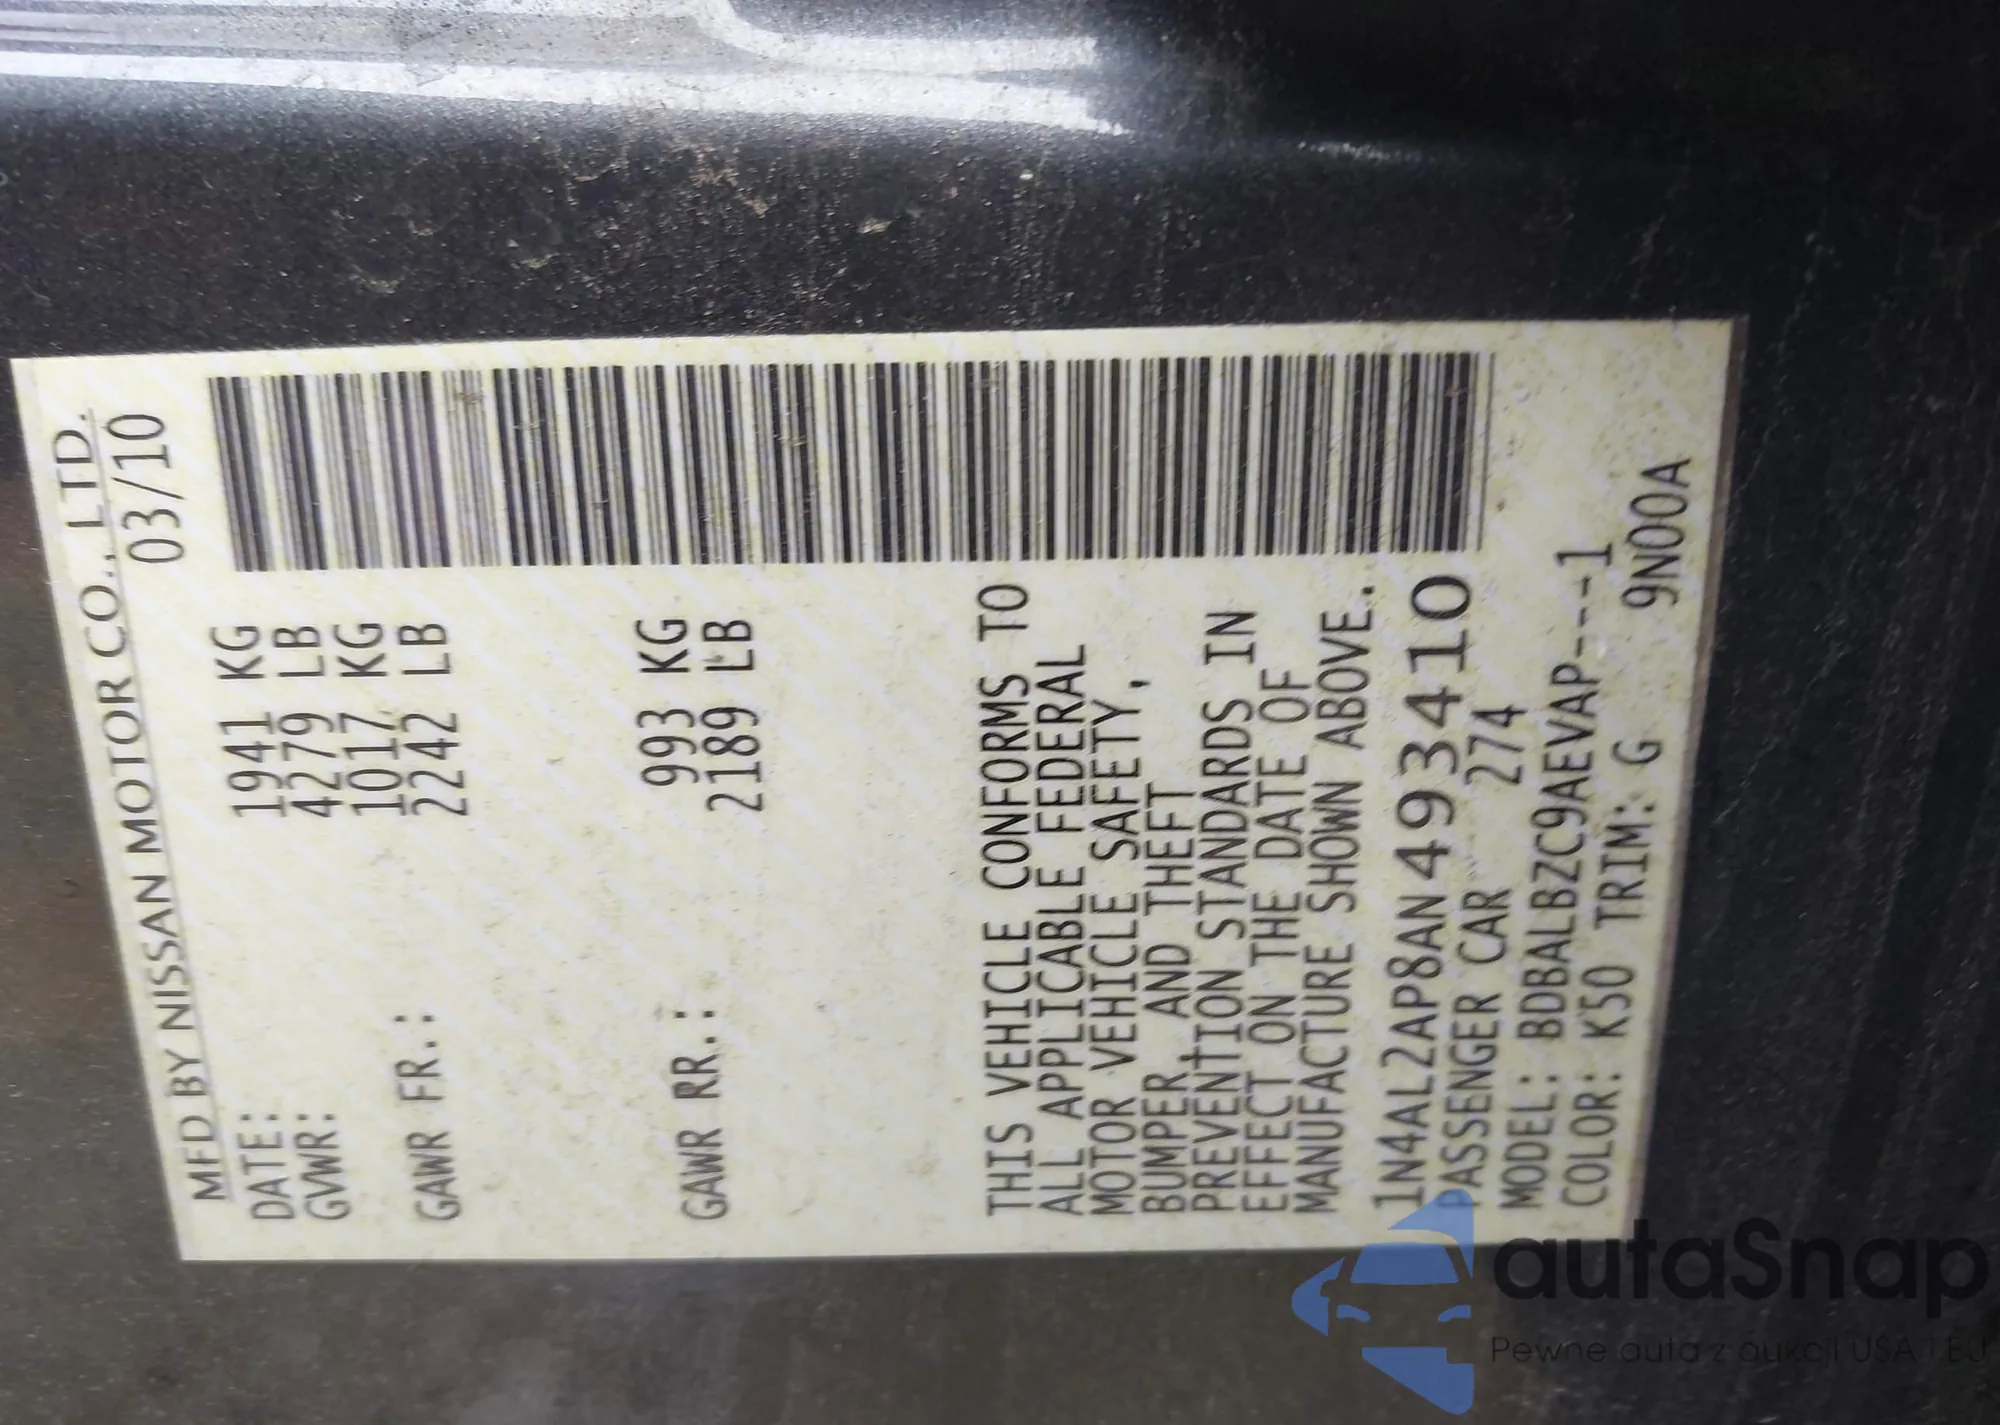 MFD BY NISSAN MOTOR CO., LTD.
DATE: 03/10
GVWR: 1941 KG
4279 LB
GAWR FR.: 1017 KG
2242 LB
GAWR RR.: 993 KG
2189 LB
THIS VEHICLE CONFORMS TO
ALL APPLICABLE FEDERAL
MOTOR VEHICLE SAFETY,
BUMPER, AND THEFT
PREVENTION STANDARDS IN
EFFECT ON THE DATE OF
MANUFACTURE SHOWN ABOVE.
1N4AL2AP8AN493410
PASSENGER CAR 274
MODEL: BDBALBZC9AEVAP---1
COLOR: K50 TRIM: G 9N00A
autaSnap
Pewne auta z aukcji USA i EU